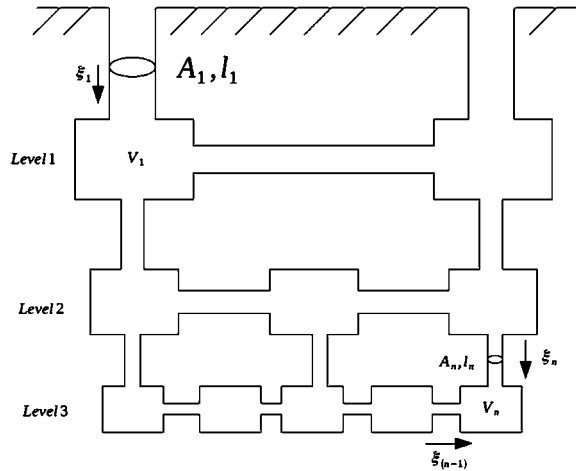 A₁, l₁
ξ₁
Level 1
V₁
Level 2
Aₙ, lₙ
ξₙ
Level 3
Vₙ
ξ₍ₙ₋₁₎